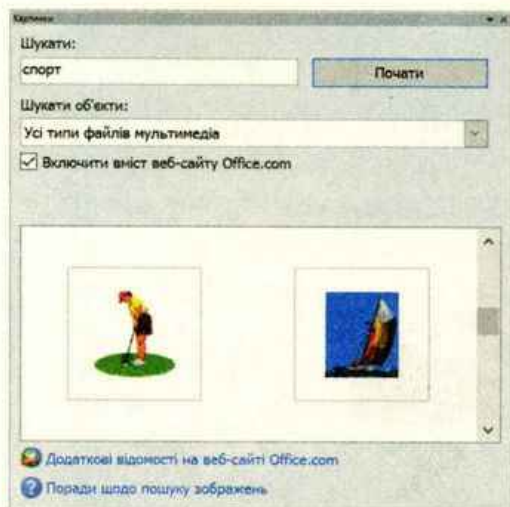 Картинки
Шукати:
спорт
Почати
Шукати об'єкти:
Усі типи файлів мультимедіа
Включити вміст веб-сайту Office.com
Додаткові відомості на веб-сайті Office.com
Поради щодо пошуку зображень